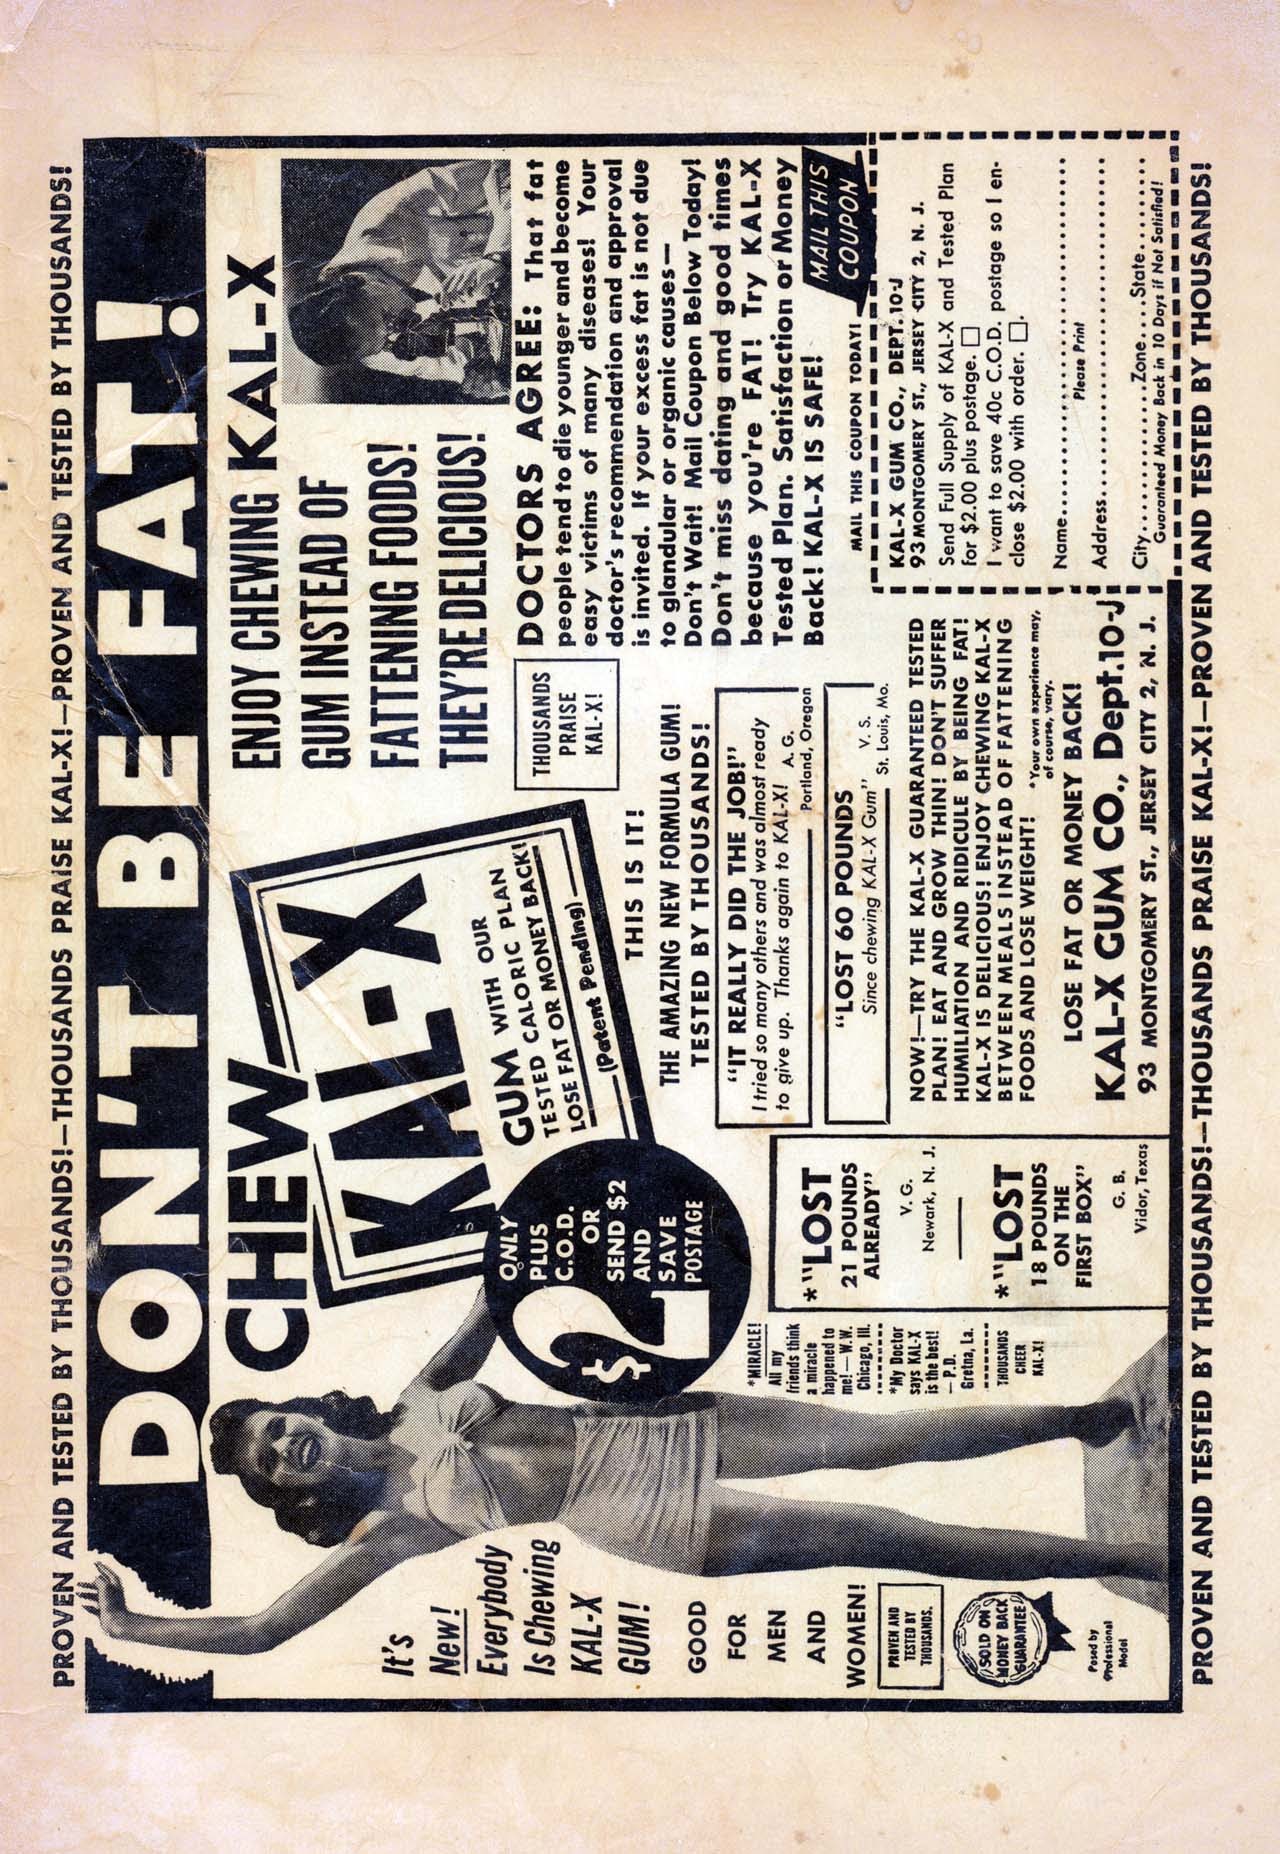 PROVEN AND TESTED BY THOUSANDS!—THOUSANDS PRAISE KAL-X!—PROVEN AND TESTED BY THOUSANDS!
DON'T BE FAT!
CHEW
KAL-X
GUM WITH OUR
TESTED CALORIC PLAN
LOSE FAT OR MONEY BACK!
(Patent Pending)
ONLY
$2
PLUS
C.O.D.
OR
SEND $2
AND
SAVE
POSTAGE
It's
New!
Everybody
Is Chewing
KAL-X
GUM!
GOOD
FOR
MEN
AND
WOMEN!
PROVEN AND
TESTED BY
THOUSANDS.
SOLD ON
MONEY BACK
GUARANTEE
Posed by
Professional
Model
*MIRACLE!
All my
friends think
a miracle
happened to
me! — W.W.
Chicago, Ill.
*My Doctor
says KAL-X
is the best!
— P.D.
Gretna, La.
THOUSANDS
CHEER
KAL-X!
*"LOST
21 POUNDS
ALREADY"
V. G.
Newark, N. J.
*"LOST
18 POUNDS
ON THE
FIRST BOX"
G. B.
Vidor, Texas
THIS IS IT!
THE AMAZING NEW FORMULA GUM!
TESTED BY THOUSANDS!
"IT REALLY DID THE JOB!"
I tried so many others and was almost ready
to give up. Thanks again to KAL-X! A. G.
Portland, Oregon
"LOST 60 POUNDS
Since chewing KAL-X Gum" V. S.
St. Louis, Mo.
NOW!—TRY THE KAL-X GUARANTEED TESTED
PLAN! EAT AND GROW THIN! DON'T SUFFER
HUMILIATION AND RIDICULE BY BEING FAT!
KAL-X IS DELICIOUS! ENJOY CHEWING KAL-X
BETWEEN MEALS INSTEAD OF FATTENING
FOODS AND LOSE WEIGHT!
*Your own experience may,
of course, vary.
LOSE FAT OR MONEY BACK!
KAL-X GUM CO., Dept.10-J
93 MONTGOMERY ST., JERSEY CITY 2, N. J.
ENJOY CHEWING KAL-X
GUM INSTEAD OF
FATTENING FOODS!
THEY'RE DELICIOUS!
THOUSANDS
PRAISE
KAL-X!
DOCTORS AGREE: That fat
people tend to die younger and become
easy victims of many diseases! Your
doctor's recommendation and approval
is invited. If your excess fat is not due
to glandular or organic causes—
Don't Wait! Mail Coupon Below Today!
Don't miss dating and good times
because you're FAT! Try KAL-X
Tested Plan. Satisfaction or Money
Back! KAL-X IS SAFE!
MAIL THIS
COUPON
MAIL THIS COUPON TODAY!
KAL-X GUM CO., DEPT. 10-J
93 MONTGOMERY ST., JERSEY CITY 2, N. J.
Send Full Supply of KAL-X and Tested Plan
for $2.00 plus postage. □
I want to save 40c C.O.D. postage so I en-
close $2.00 with order. □.
Name..............................
Please Print
Address..............................
City..............Zone....State........
Guaranteed Money Back in 10 Days if Not Satisfied!
PROVEN AND TESTED BY THOUSANDS!—THOUSANDS PRAISE KAL-X!—PROVEN AND TESTED BY THOUSANDS!